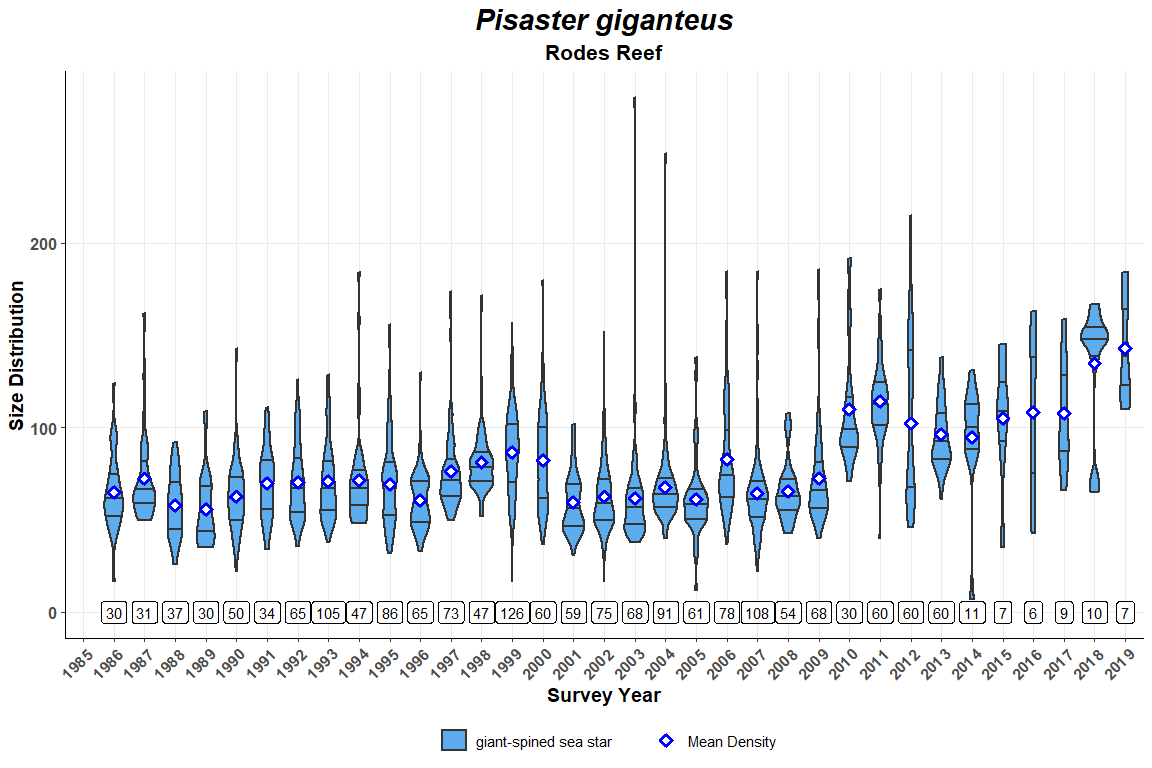 Pisaster giganteus
Rodes Reef
Size Distribution
200
100
0
30 31 37 30 50 34 65 105 47 86 65 73 47 126 60 59 75 68 91 61 78 108 54 68 30 60 60 60 11 7 6 9 10 7
1985 1986 1987 1988 1989 1990 1991 1992 1993 1994 1995 1996 1997 1998 1999 2000 2001 2002 2003 2004 2005 2006 2007 2008 2009 2010 2011 2012 2013 2014 2015 2016 2017 2018 2019
Survey Year
giant-spined sea star Mean Density